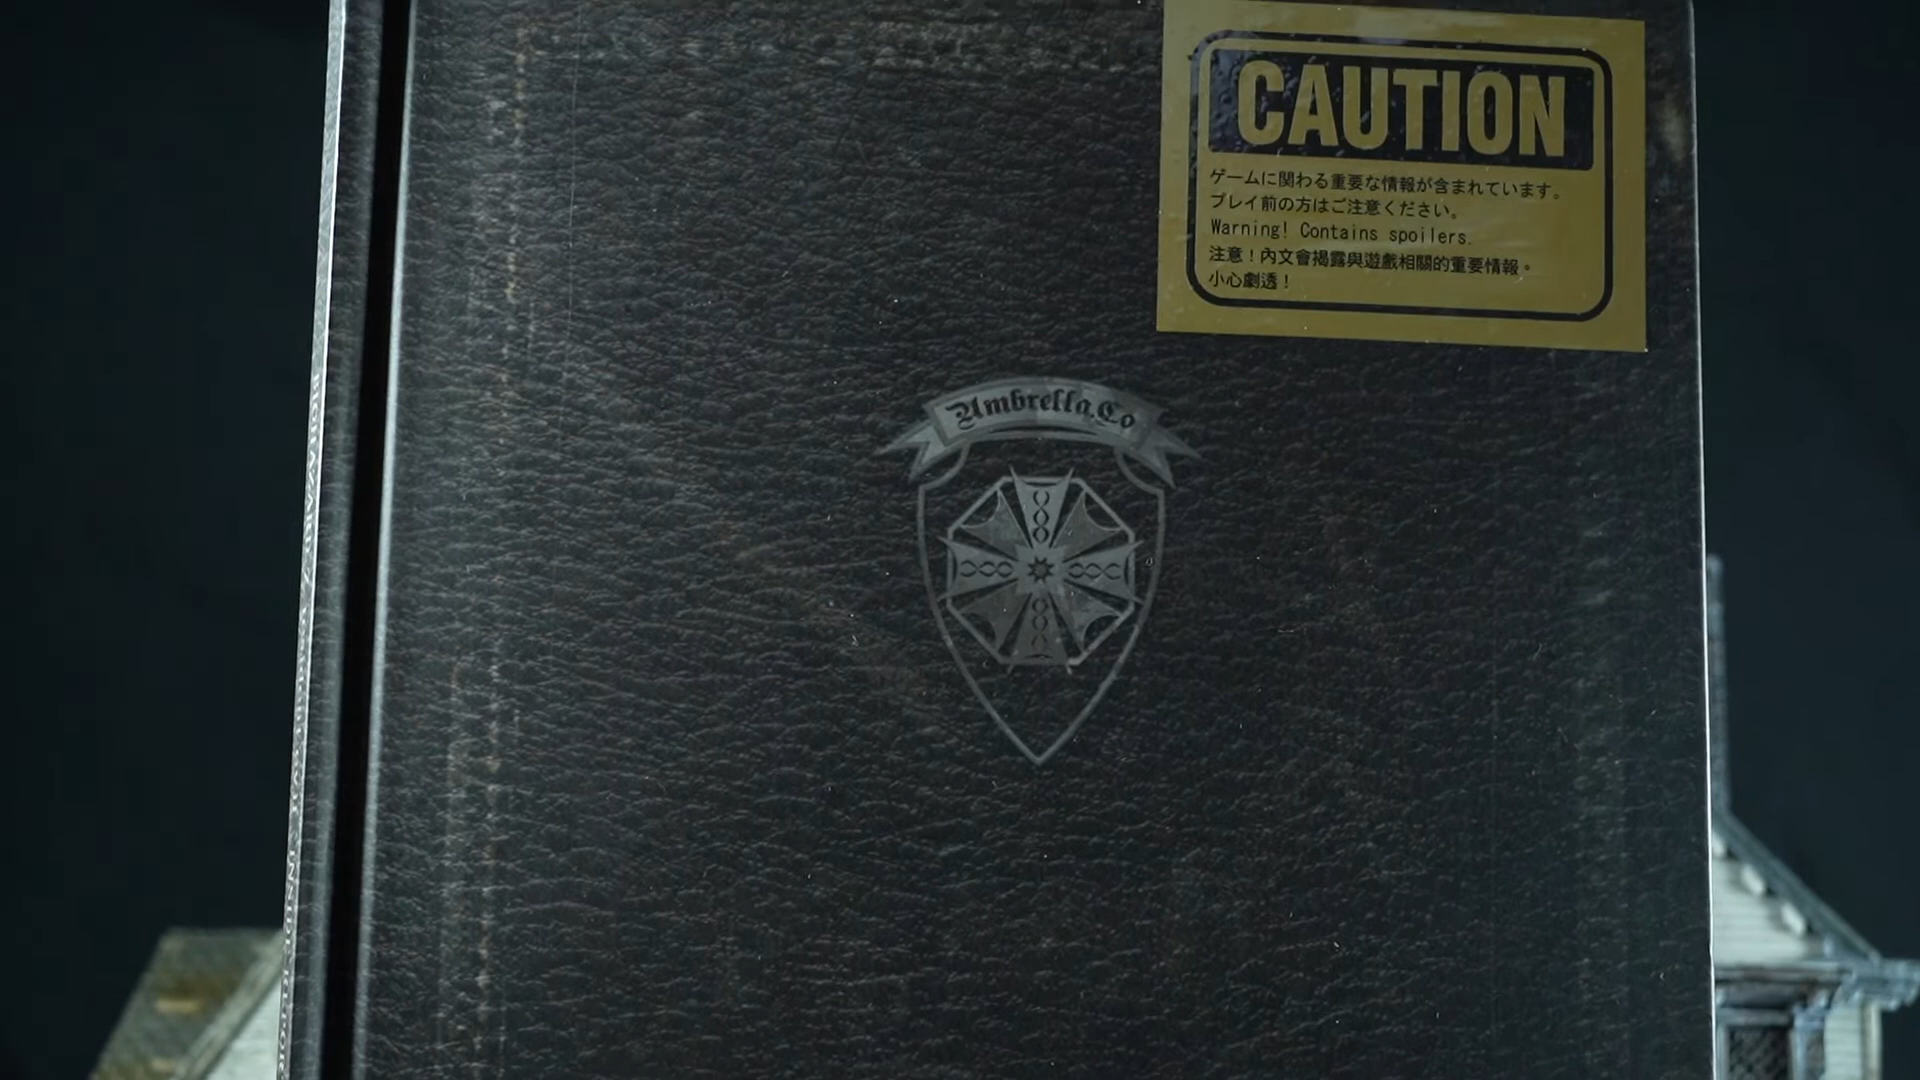 CAUTION
ゲームに関わる重要な情報が含まれています。
プレイ前の方はご注意ください。
Warning! Contains spoilers.
注意！內文會揭露與遊戲相關的重要情報。
小心劇透！
Umbrella.Co